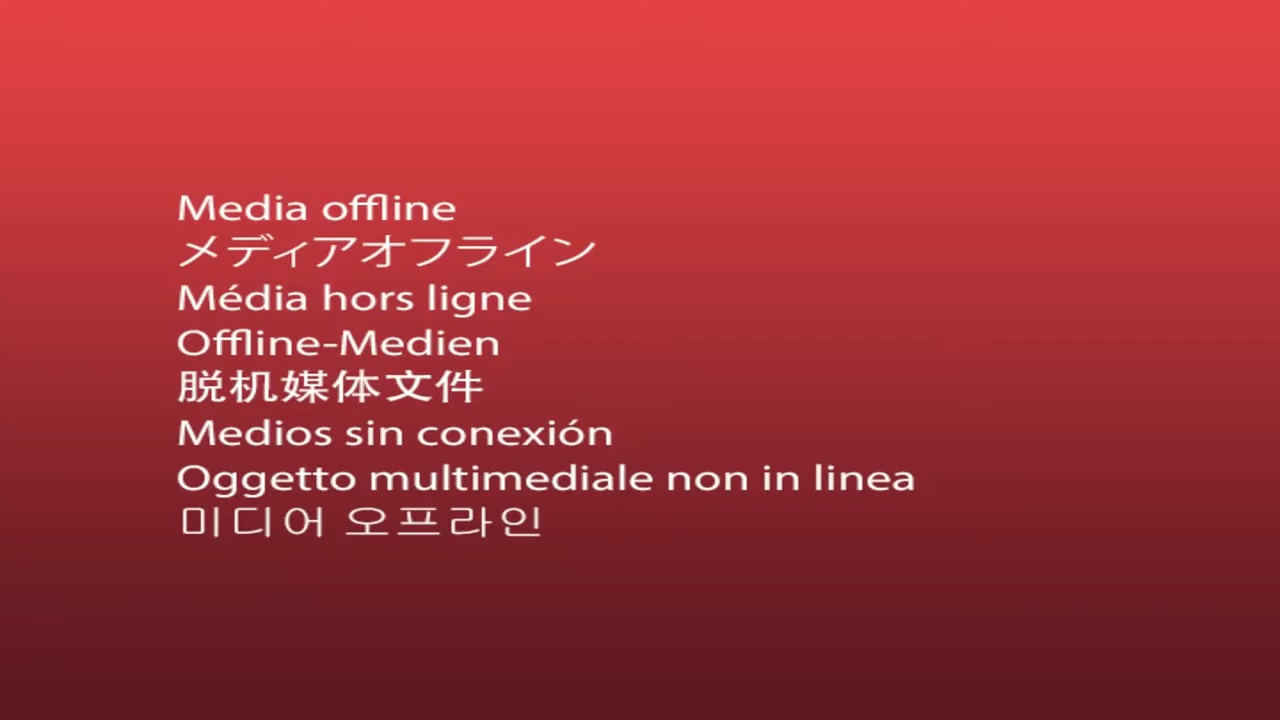 Media offline
メディアオフライン
Média hors ligne
Offline-Medien
脱机媒体文件
Medios sin conexión
Oggetto multimediale non in linea
미디어 오프라인